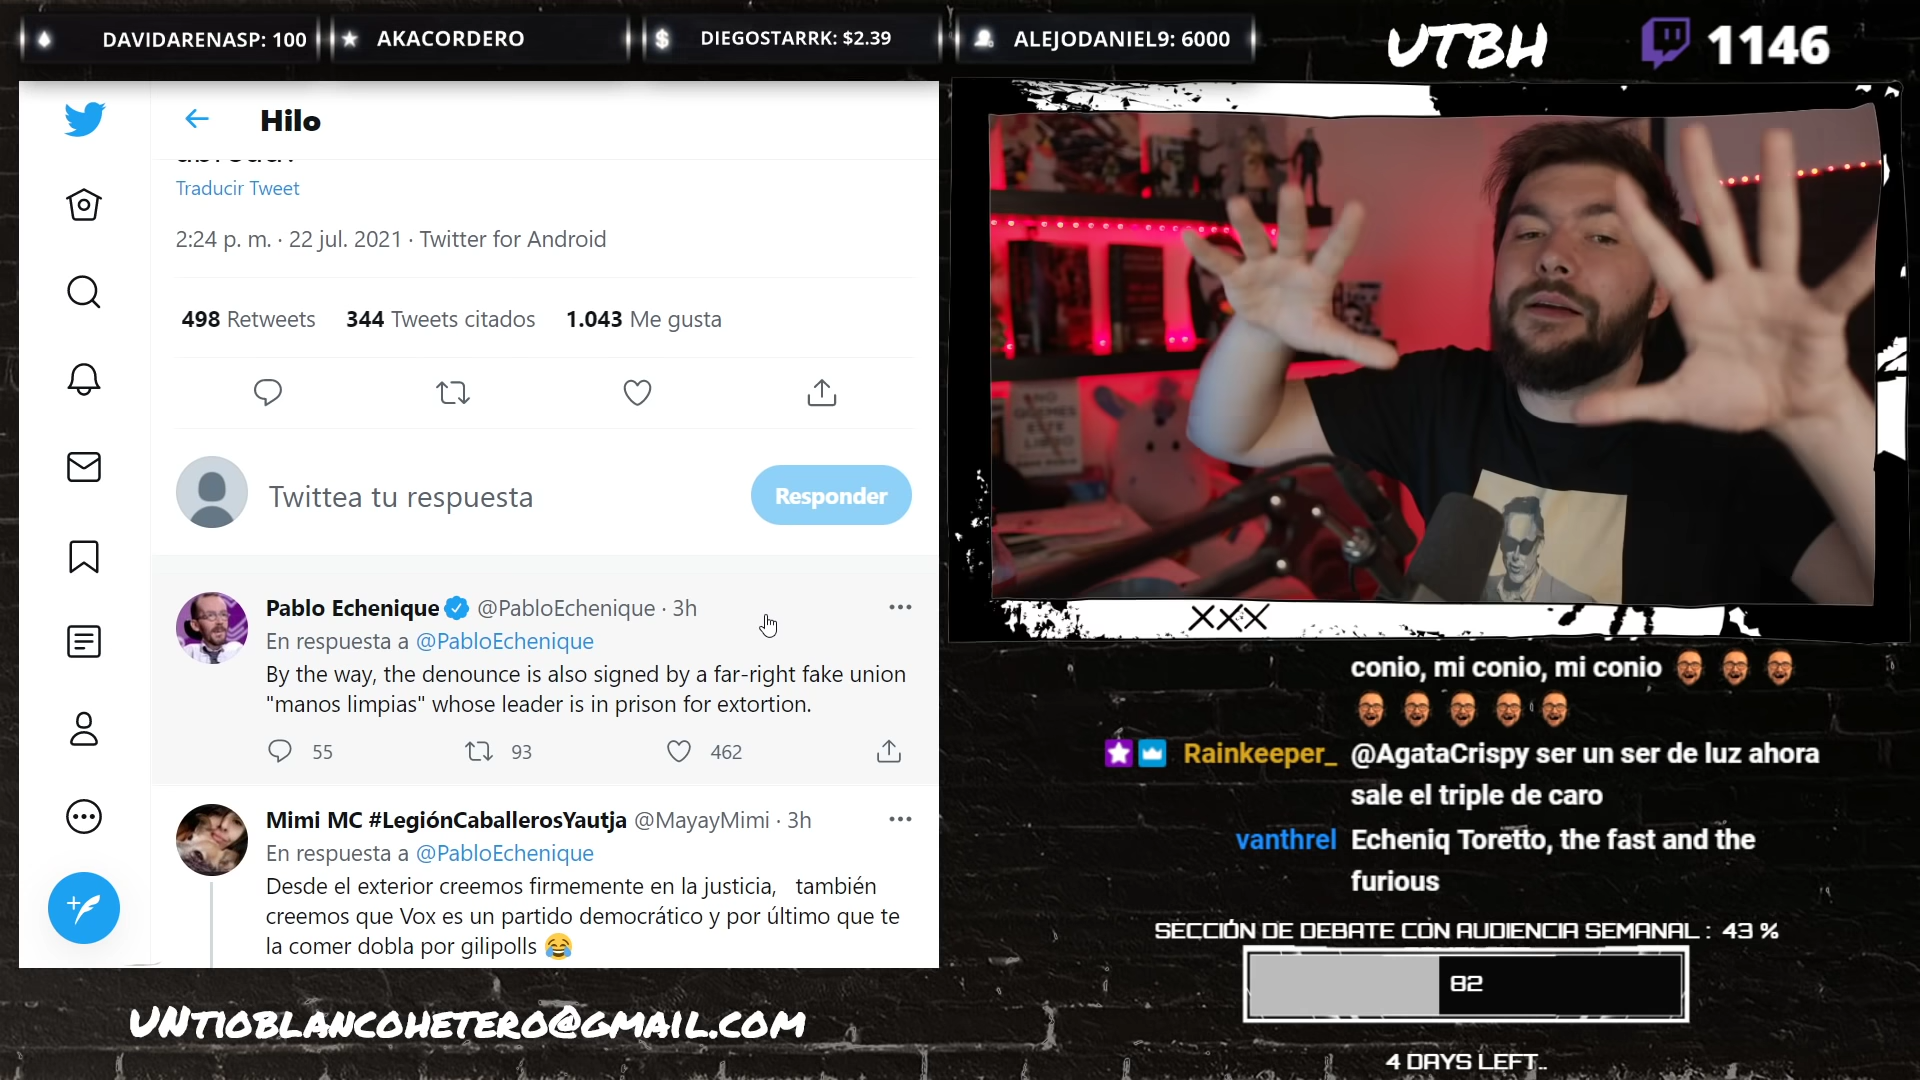 DAVIDARENASP: 100
AKACORDERO
DIEGOSTARRK: $2.39
ALEJODANIEL9: 6000
UTBH
1146
Hilo
Traducir Tweet
2:24 p. m. · 22 jul. 2021 · Twitter for Android
498 Retweets 344 Tweets citados 1.043 Me gusta
Twittea tu respuesta
Responder
Pablo Echenique @PabloEchenique · 3h
En respuesta a @PabloEchenique
By the way, the denounce is also signed by a far-right fake union
"manos limpias" whose leader is in prison for extortion.
55 93 462
Mimi MC #LegiónCaballerosYautja @MayayMimi · 3h
En respuesta a @PabloEchenique
Desde el exterior creemos firmemente en la justicia, también
creemos que Vox es un partido democrático y por último que te
la comer dobla por gilipolls 😂
UNTIOBLANCOHETERO@GMAIL.COM
NO
QUEMES
ESTE
LIBRO
XXX
conio, mi conio, mi conio
Rainkeeper_ @AgataCrispy ser un ser de luz ahora
sale el triple de caro
vanthrel Echeniq Toretto, the fast and the
furious
SECCIÓN DE DEBATE CON AUDIENCIA SEMANAL : 43 %
82
4 DAYS LEFT..